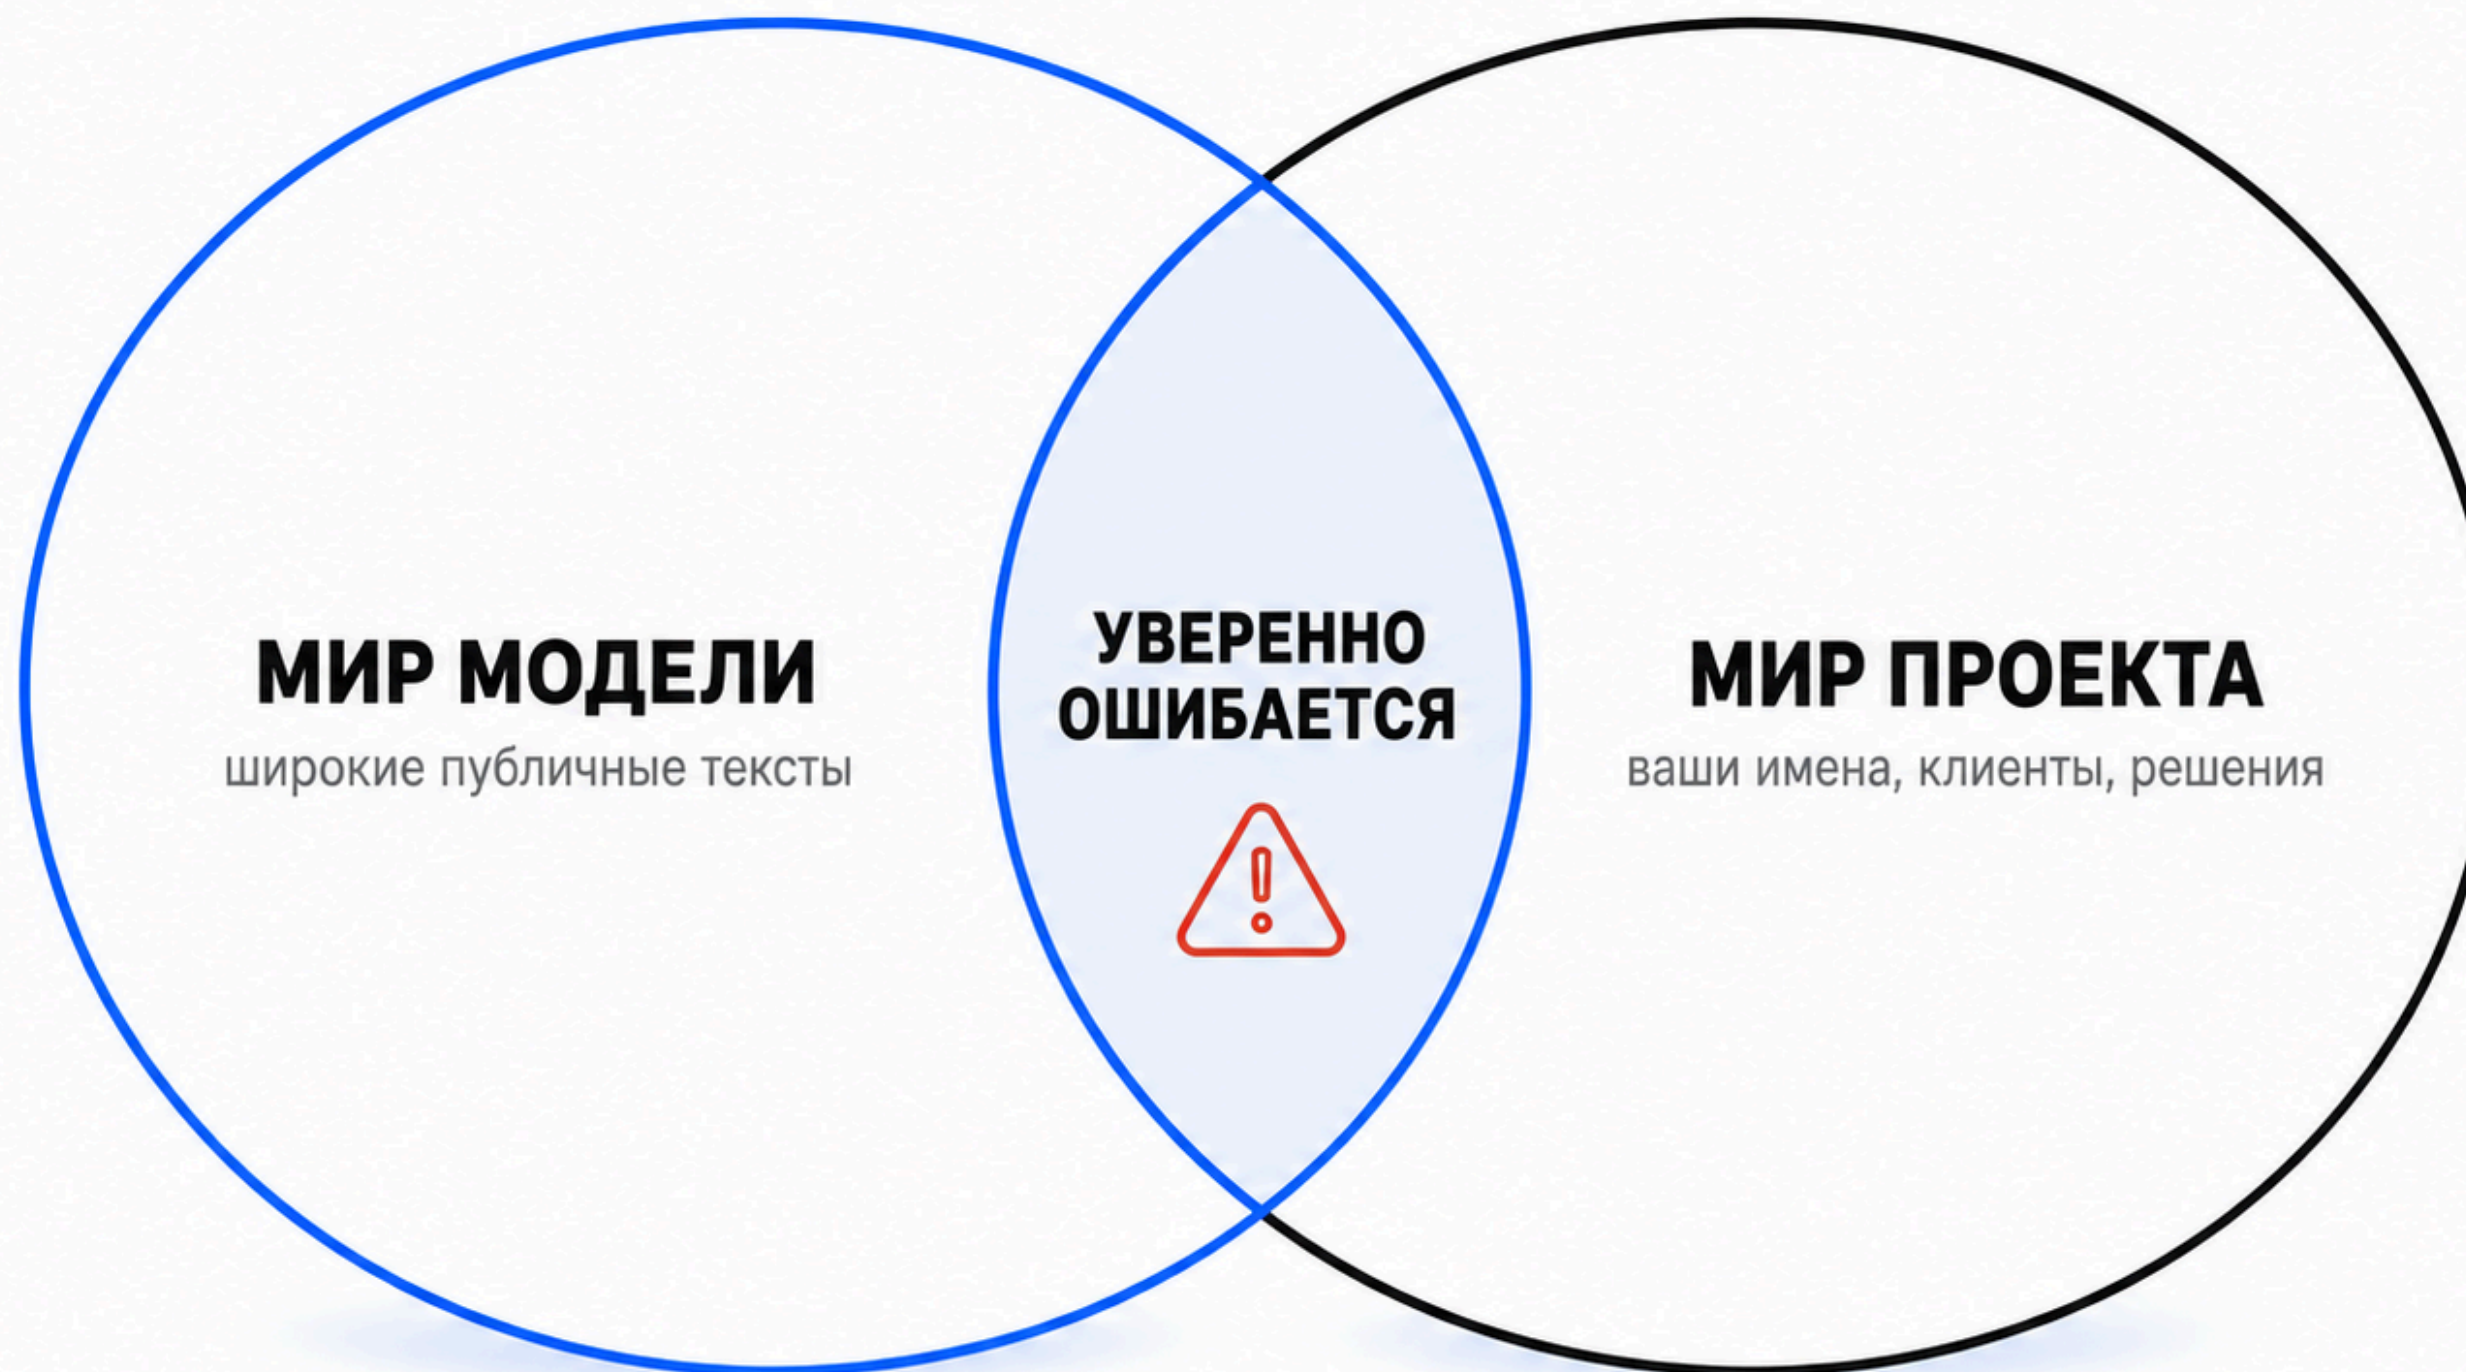 МИР МОДЕЛИ
широкие публичные тексты
УВЕРЕННО
ОШИБАЕТСЯ
МИР ПРОЕКТА
ваши имена, клиенты, решения